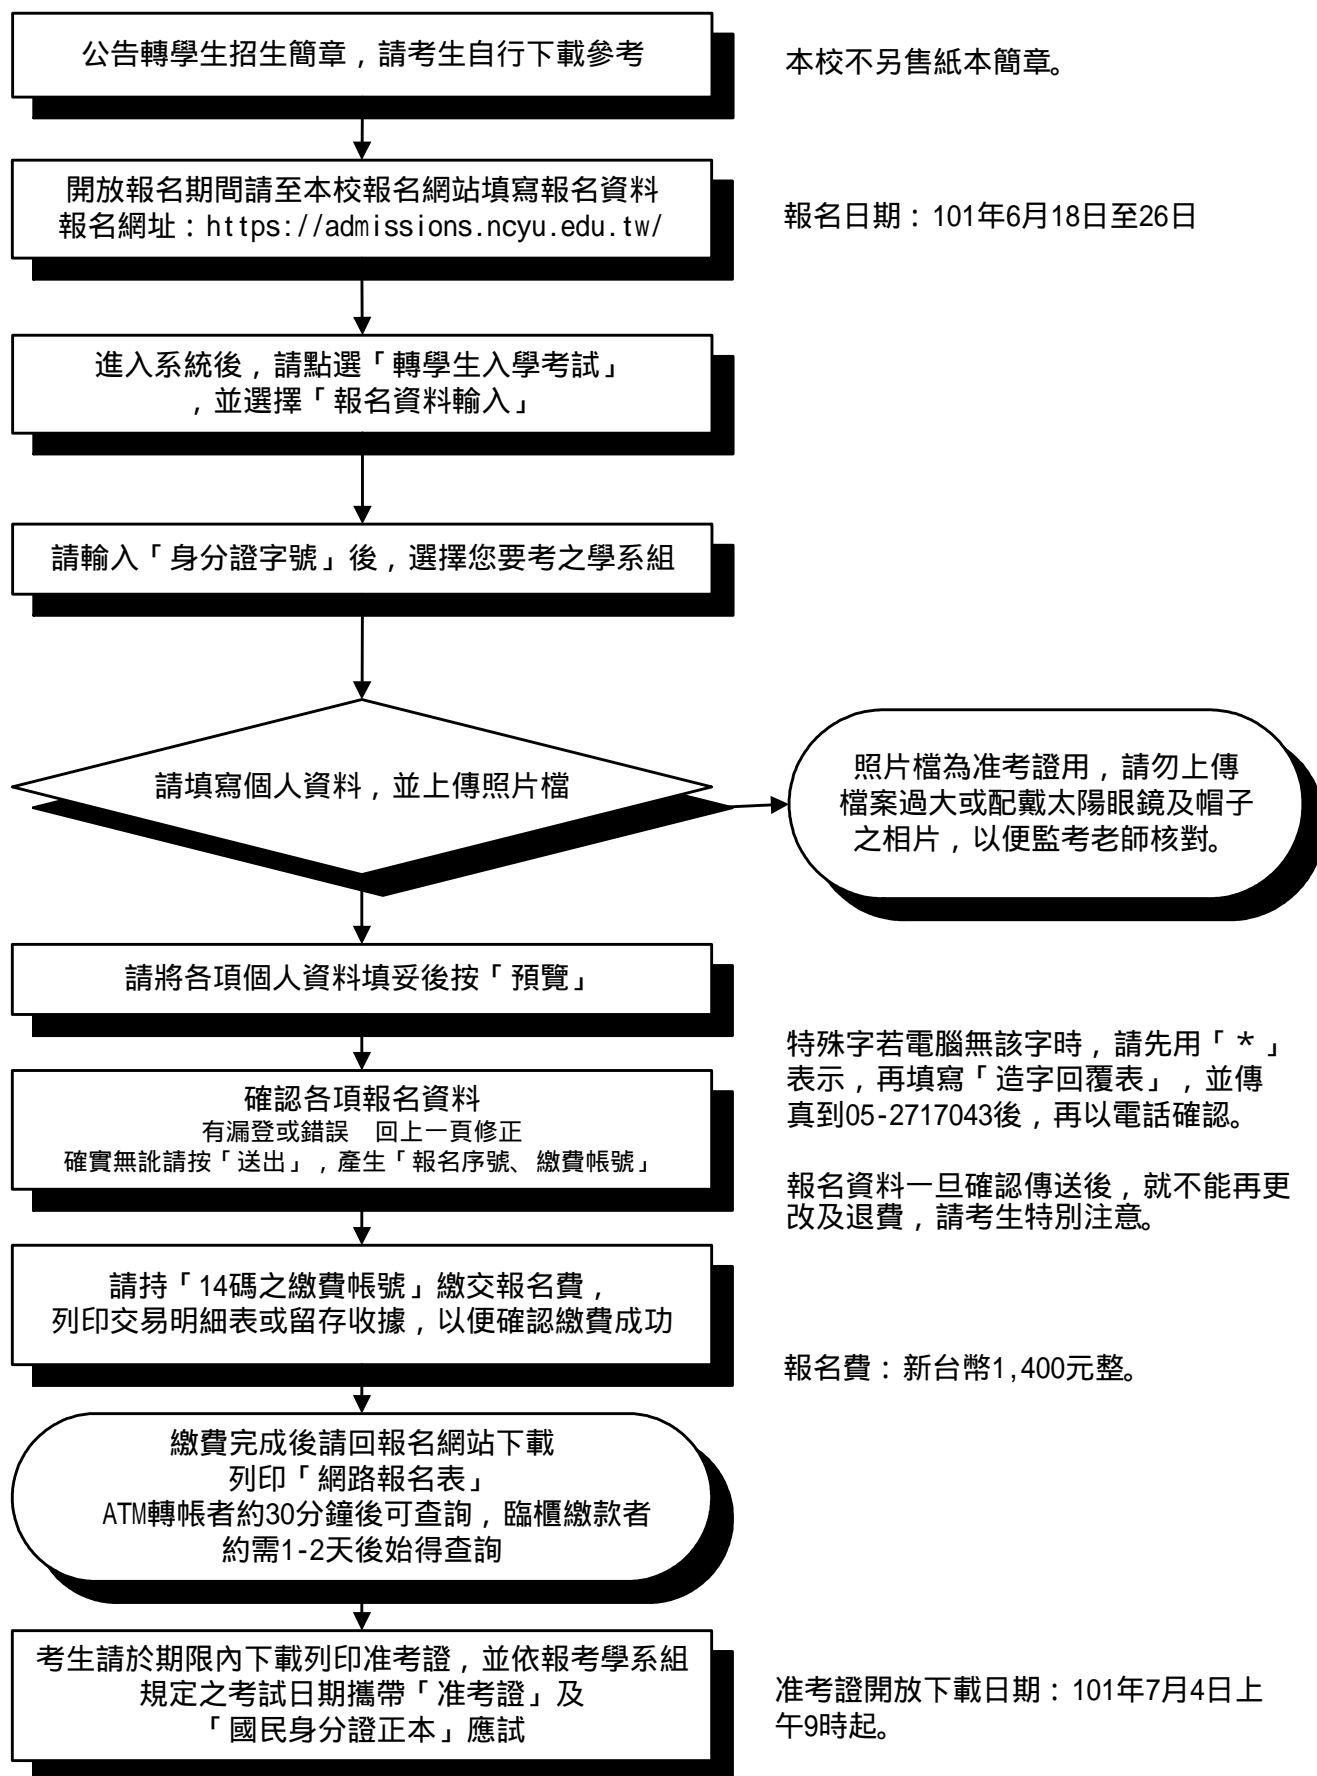 公告轉學生招生簡章，請考生自行下載參考
本校不另售紙本簡章。
開放報名期間請至本校報名網站填寫報名資料
報名網址：https://admissions.ncyu.edu.tw/
報名日期：101年6月18日至26日
進入系統後，請點選「轉學生入學考試」
，並選擇「報名資料輸入」
請輸入「身分證字號」後，選擇您要考之學系組
請填寫個人資料，並上傳照片檔
照片檔為准考證用，請勿上傳
檔案過大或配戴太陽眼鏡及帽子
之相片，以便監考老師核對。
請將各項個人資料填妥後按「預覽」
特殊字若電腦無該字時，請先用「＊」
表示，再填寫「造字回覆表」，並傳
真到05-2717043後，再以電話確認。
確認各項報名資料
有漏登或錯誤　回上一頁修正
確實無訛請按「送出」，產生「報名序號、繳費帳號」
報名資料一旦確認傳送後，就不能再更
改及退費，請考生特別注意。
請持「14碼之繳費帳號」繳交報名費，
列印交易明細表或留存收據，以便確認繳費成功
報名費：新台幣1,400元整。
繳費完成後請回報名網站下載
列印「網路報名表」
ATM轉帳者約30分鐘後可查詢，臨櫃繳款者
約需1-2天後始得查詢
考生請於期限內下載列印准考證，並依報考學系組
規定之考試日期攜帶「准考證」及
「國民身分證正本」應試
准考證開放下載日期：101年7月4日上
午9時起。